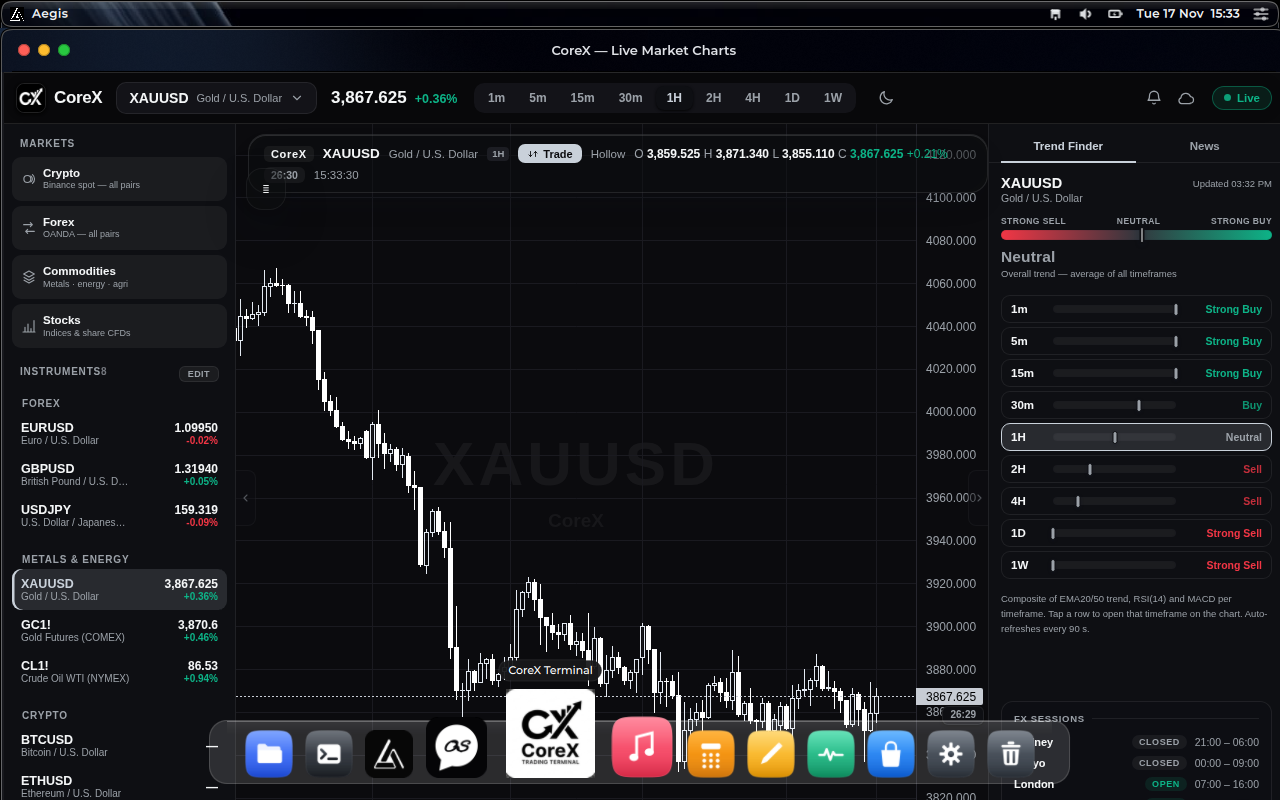 Aegis
Tue 17 Nov 15:33
CoreX — Live Market Charts
CoreX
XAUUSD Gold / U.S. Dollar
3,867.625 +0.36%
1m 5m 15m 30m 1H 2H 4H 1D 1W
Live
MARKETS
Crypto
Binance spot — all pairs
Forex
OANDA — all pairs
Commodities
Metals · energy · agri
Stocks
Indices & share CFDs
INSTRUMENTS8
EDIT
FOREX
EURUSD 1.09950
Euro / U.S. Dollar -0.02%
GBPUSD 1.31940
British Pound / U.S. D… +0.05%
USDJPY 159.319
U.S. Dollar / Japanes… -0.09%
METALS & ENERGY
XAUUSD 3,867.625
Gold / U.S. Dollar +0.36%
GC1! 3,870.6
Gold Futures (COMEX) +0.46%
CL1! 86.53
Crude Oil WTI (NYMEX) +0.94%
CRYPTO
BTCUSD —
Bitcoin / U.S. Dollar
ETHUSD —
Ethereum / U.S. Dollar
CoreX XAUUSD Gold / U.S. Dollar 1H Trade Hollow O 3,859.525 H 3,871.340 L 3,855.110 C 3,867.625
26:30 15:33:30
XAUUSD
CoreX
4120.000
4100.000
4080.000
4060.000
4040.000
4020.000
4000.000
3980.000
3960.000
3940.000
3920.000
3900.000
3880.000
3867.625
26:29
3820.000
CoreX Terminal
CX
CoreX
TRADING TERMINAL
Trend Finder News
XAUUSD Updated 03:32 PM
Gold / U.S. Dollar
STRONG SELL NEUTRAL STRONG BUY
Neutral
Overall trend — average of all timeframes
1m Strong Buy
5m Strong Buy
15m Strong Buy
30m Buy
1H Neutral
2H Sell
4H Sell
1D Strong Sell
1W Strong Sell
Composite of EMA20/50 trend, RSI(14) and MACD per
timeframe. Tap a row to open that timeframe on the chart. Auto-
refreshes every 90 s.
FX SESSIONS
CLOSED 21:00 – 06:00
CLOSED 00:00 – 09:00
London OPEN 07:00 – 16:00